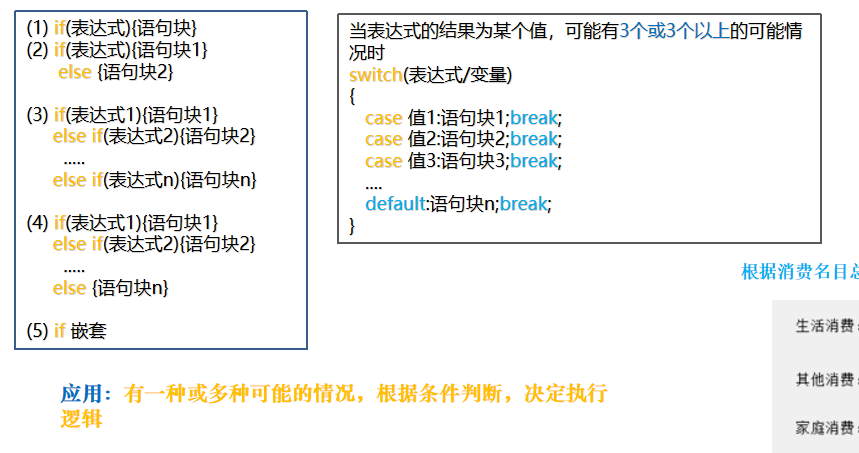 (1) if(表达式){语句块}
(2) if(表达式){语句块1}
else {语句块2}
(3) if(表达式1){语句块1}
else if(表达式2){语句块2}
.....
else if(表达式n){语句块n}
(4) if(表达式1){语句块1}
else if(表达式2){语句块2}
.....
else {语句块n}
(5) if 嵌套
当表达式的结果为某个值，可能有3个或3个以上的可能情
况时
switch(表达式/变量)
{
case 值1:语句块1;break;
case 值2:语句块2;break;
case 值3:语句块3;break;
....
default:语句块n;break;
}
根据消费名目总
生活消费
其他消费
家庭消费
应用：有一种或多种可能的情况，根据条件判断，决定执行
逻辑